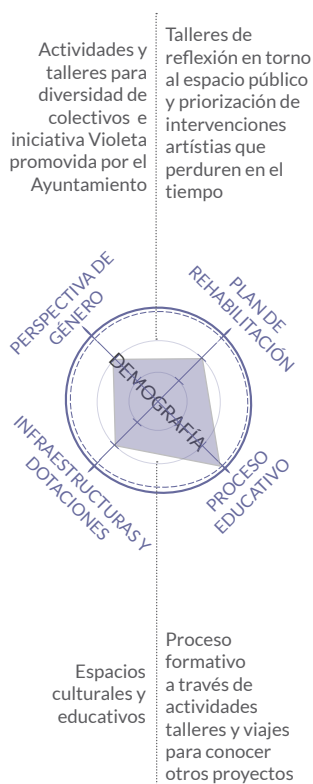 Actividades y
talleres para
diversidad de
colectivos e
iniciativa Violeta
promovida por el
Ayuntamiento
Talleres de
reflexión en torno
al espacio público
y priorización de
intervenciones
artístias que
perduren en el
tiempo
PERSPECTIVA DE
GÉNERO
PLAN DE
REHABILITACIÓN
DEMOGRAFÍA
INFRAESTRUCTURAS Y
DOTACIONES
PROCESO
EDUCATIVO
Espacios
culturales y
educativos
Proceso
formativo
a través de
actividades
talleres y viajes
para conocer
otros proyectos